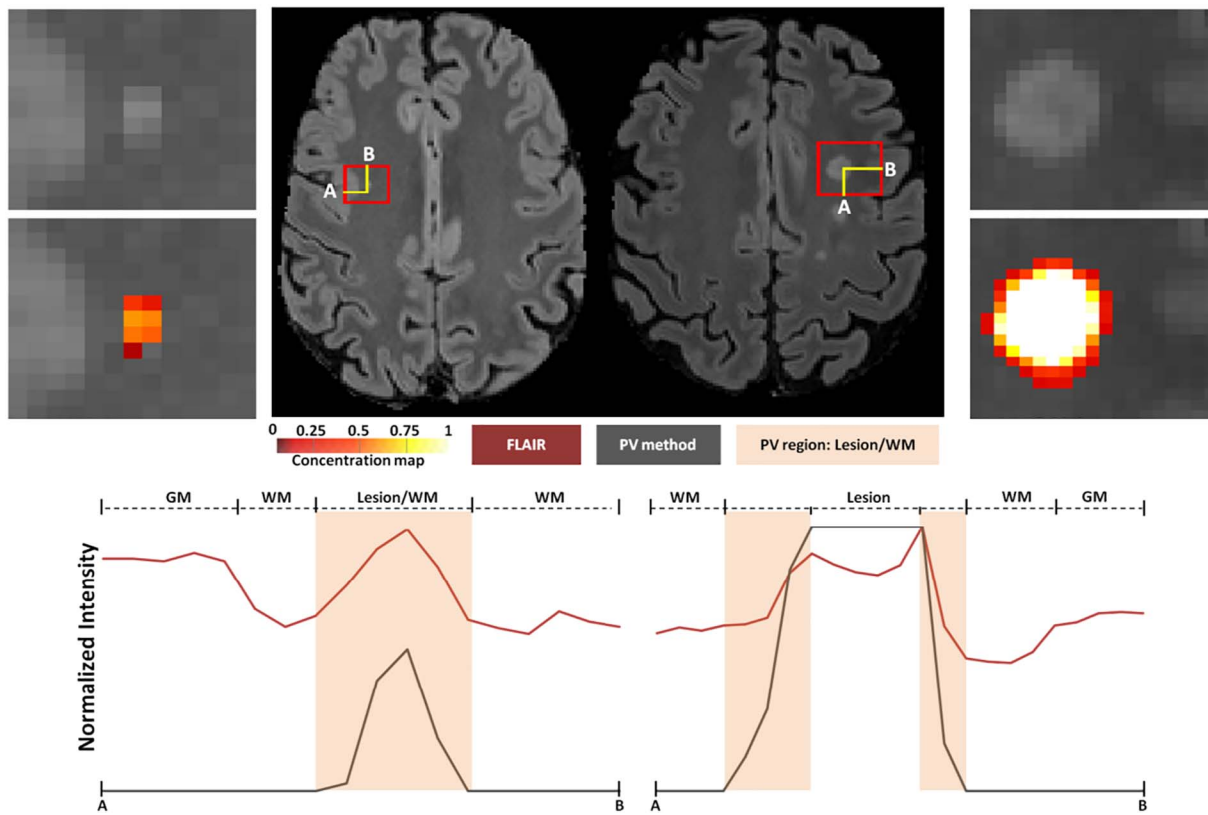 B
A
B
A
0 0.25 0.5 0.75 1
Concentration map
FLAIR
PV method
PV region: Lesion/WM
GM WM Lesion/WM WM
WM Lesion WM GM
Normalized Intensity
A B
A B